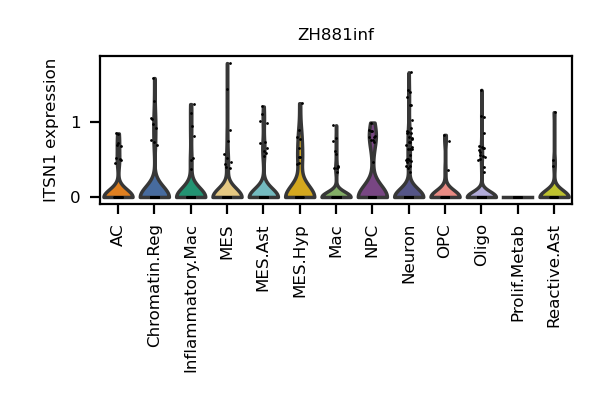 ZH881inf
ITSN1 expression
1
0
AC
Chromatin.Reg
Inflammatory.Mac
MES
MES.Ast
MES.Hyp
Mac
NPC
Neuron
OPC
Oligo
Prolif.Metab
Reactive.Ast